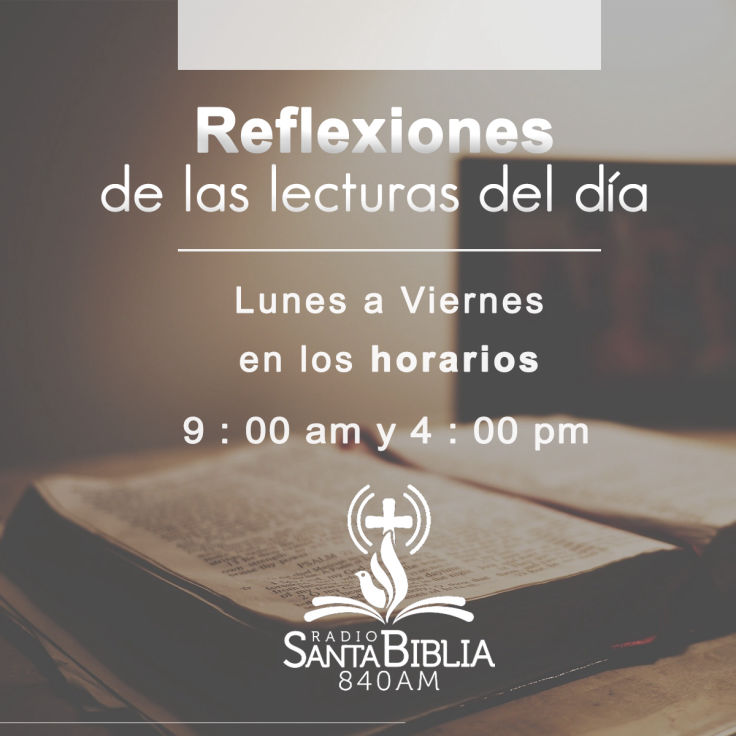 Reflexiones
de las lecturas del día
Lunes a Viernes
en los horarios
9 : 00 am y 4 : 00 pm
PSALM
RADIO
SANTA BIBLIA
840AM